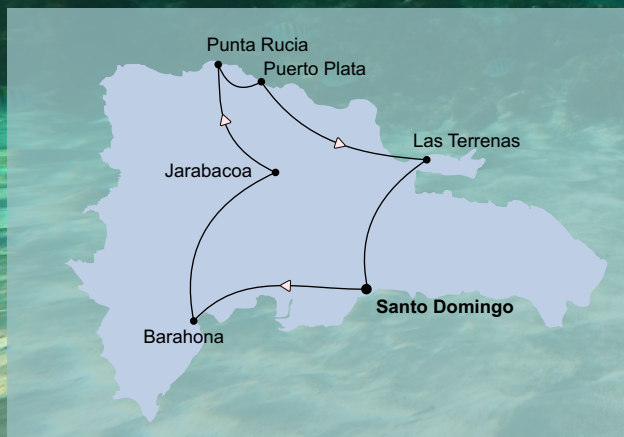 Punta Rucia
Puerto Plata
Las Terrenas
Jarabacoa
Santo Domingo
Barahona